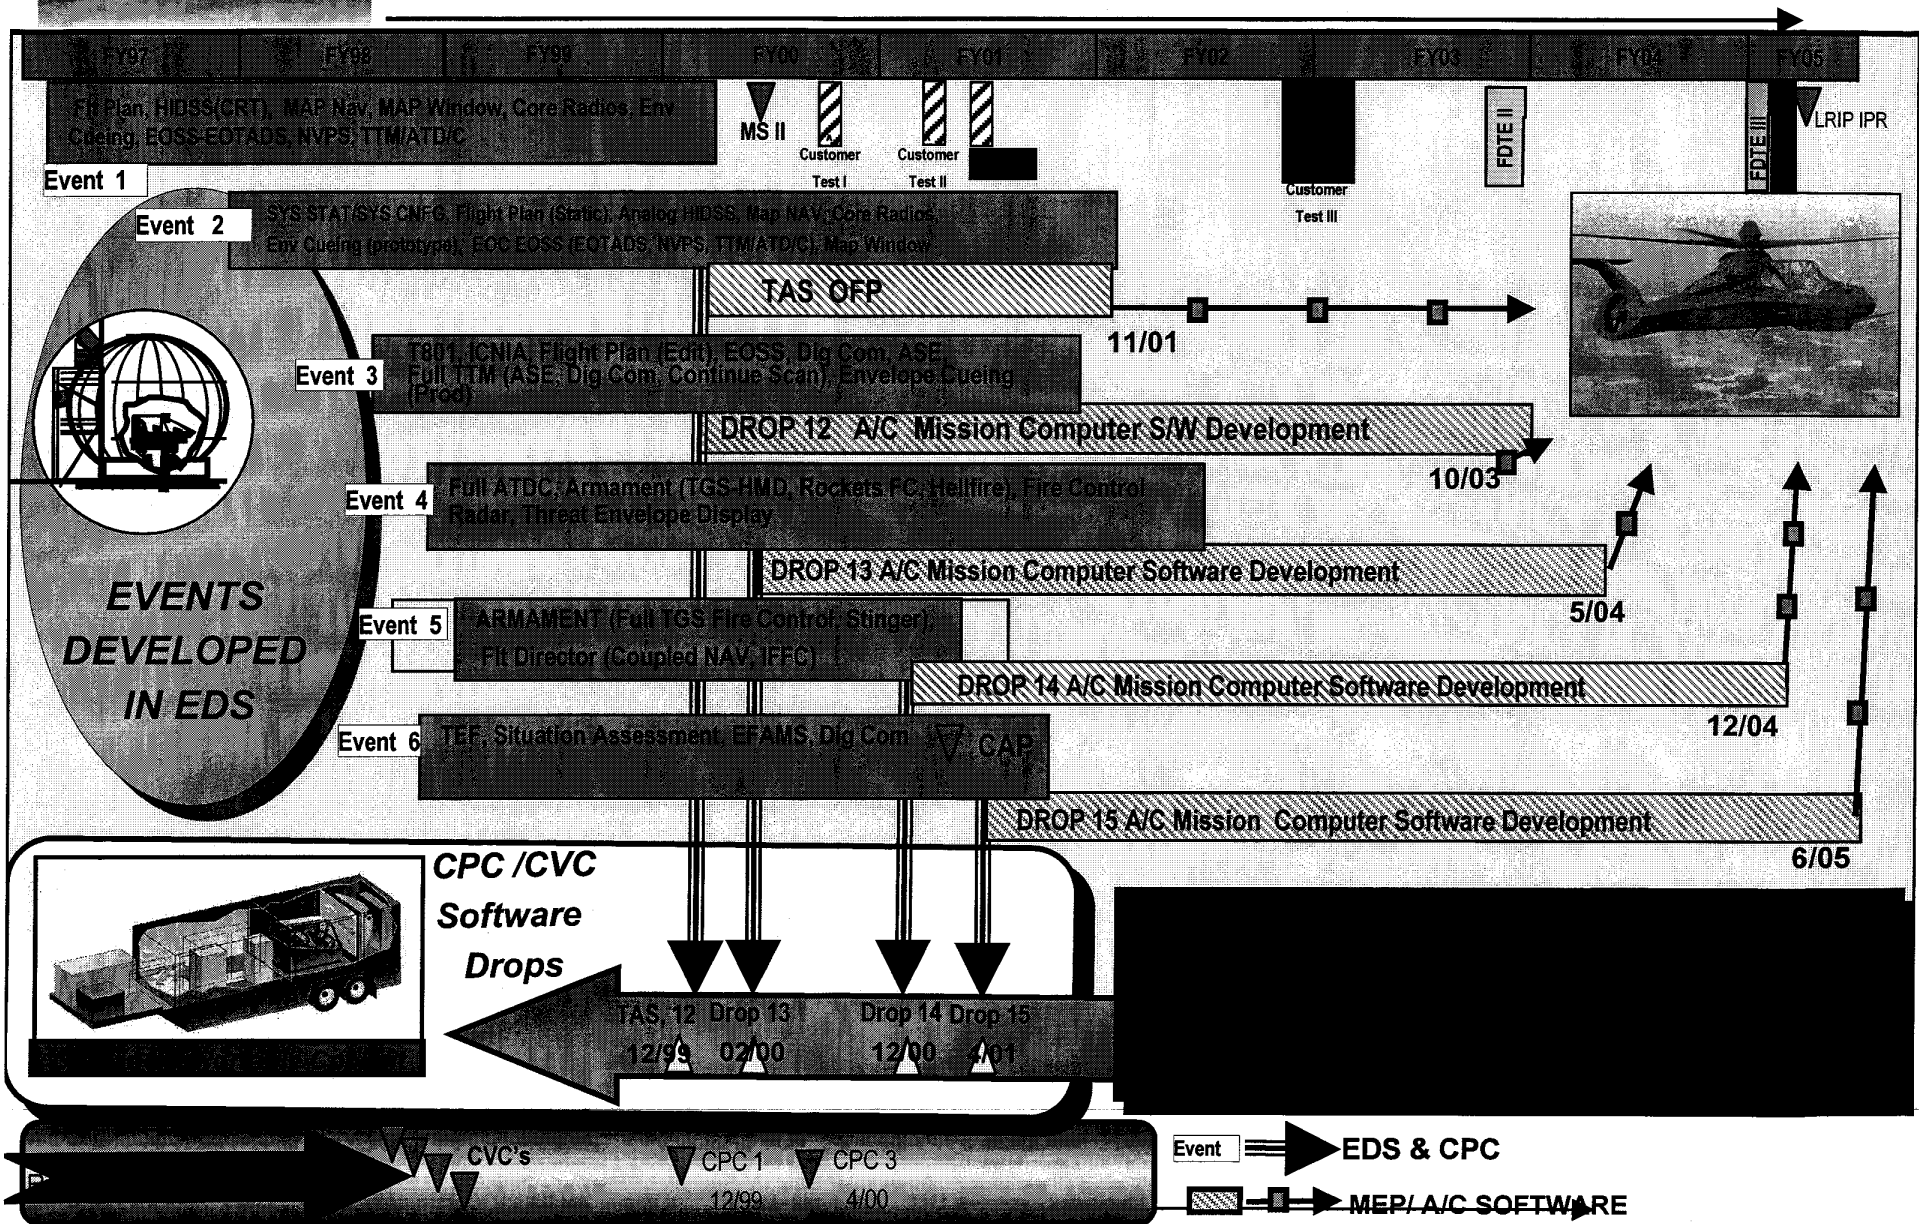 FY97 FY98 FY99 FY00 FY01 FY02 FY03 FY04 FY05
Flt Plan, HIDSS(CRT), MAP Nav, MAP Window, Core Radios, Env
Cueing, EOSS-EOTADS, NVPS, TTM/ATD/C
MS II
Customer
Test I
Customer
Test II
Customer
Test III
FDTE II
FDTE III
LRIP IPR
Event 1
Event 2
SYS STAT/SYS CNFG, Flight Plan (Static), Analog HIDSS, Map NAV, Core Radios,
Env Cueing (prototype), EOC EOSS (EOTADS, NVPS, TTM/ATD/C), Map Window
TAS OFP
11/01
Event 3
T801, ICNIA, Flight Plan (Edit), EOSS, Dig Com, ASE,
Full TTM (ASE, Dig Com, Continue Scan), Envelope Cueing
(Prod)
DROP 12 A/C Mission Computer S/W Development
10/03
Event 4
Full ATDC, Armament (TGS-HMD, Rockets FC, Hellfire), Fire Control
Radar, Threat Envelope Display
DROP 13 A/C Mission Computer Software Development
5/04
EVENTS
DEVELOPED
IN EDS
Event 5
ARMAMENT (Full TGS Fire Control, Stinger),
Flt Director (Coupled NAV, IFFC)
DROP 14 A/C Mission Computer Software Development
12/04
Event 6
TEF, Situation Assessment, EFAMS, Dig Com
CAP
DROP 15 A/C Mission Computer Software Development
6/05
CPC /CVC
Software
Drops
TAS, 12 Drop 13 Drop 14 Drop 15
12/99 02/00 12/00 4/01
CVC's
CPC 1
12/99
CPC 3
4/00
Event
EDS & CPC
MEP/ A/C SOFTWARE